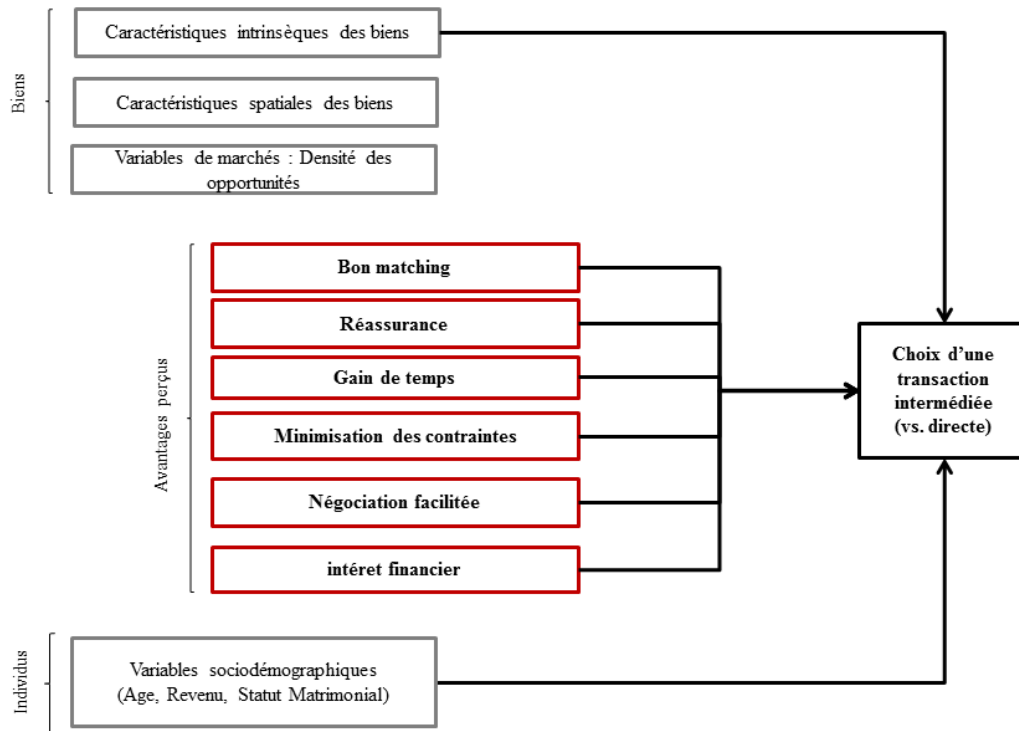 Biens
Caractéristiques intrinsèques des biens
Caractéristiques spatiales des biens
Variables de marchés : Densité des
opportunités
Avantages perçus
Bon matching
Réassurance
Gain de temps
Minimisation des contraintes
Négociation facilitée
intéret financier
Choix d'une
transaction
intermédiée
(vs. directe)
Individus
Variables sociodémographiques
(Age, Revenu, Statut Matrimonial)